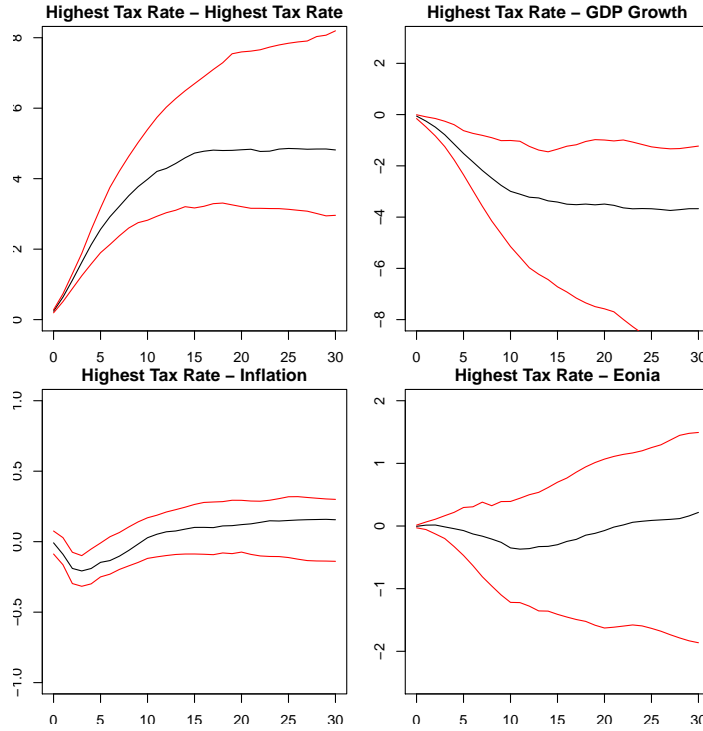 Highest Tax Rate – Highest Tax Rate
8
6
4
2
0
0 5 10 15 20 25 30
Highest Tax Rate – GDP Growth
2
0
−2
−4
−6
−8
0 5 10 15 20 25 30
Highest Tax Rate – Inflation
1.0
0.5
0.0
−0.5
−1.0
0 5 10 15 20 25 30
Highest Tax Rate – Eonia
2
1
0
−1
−2
0 5 10 15 20 25 30